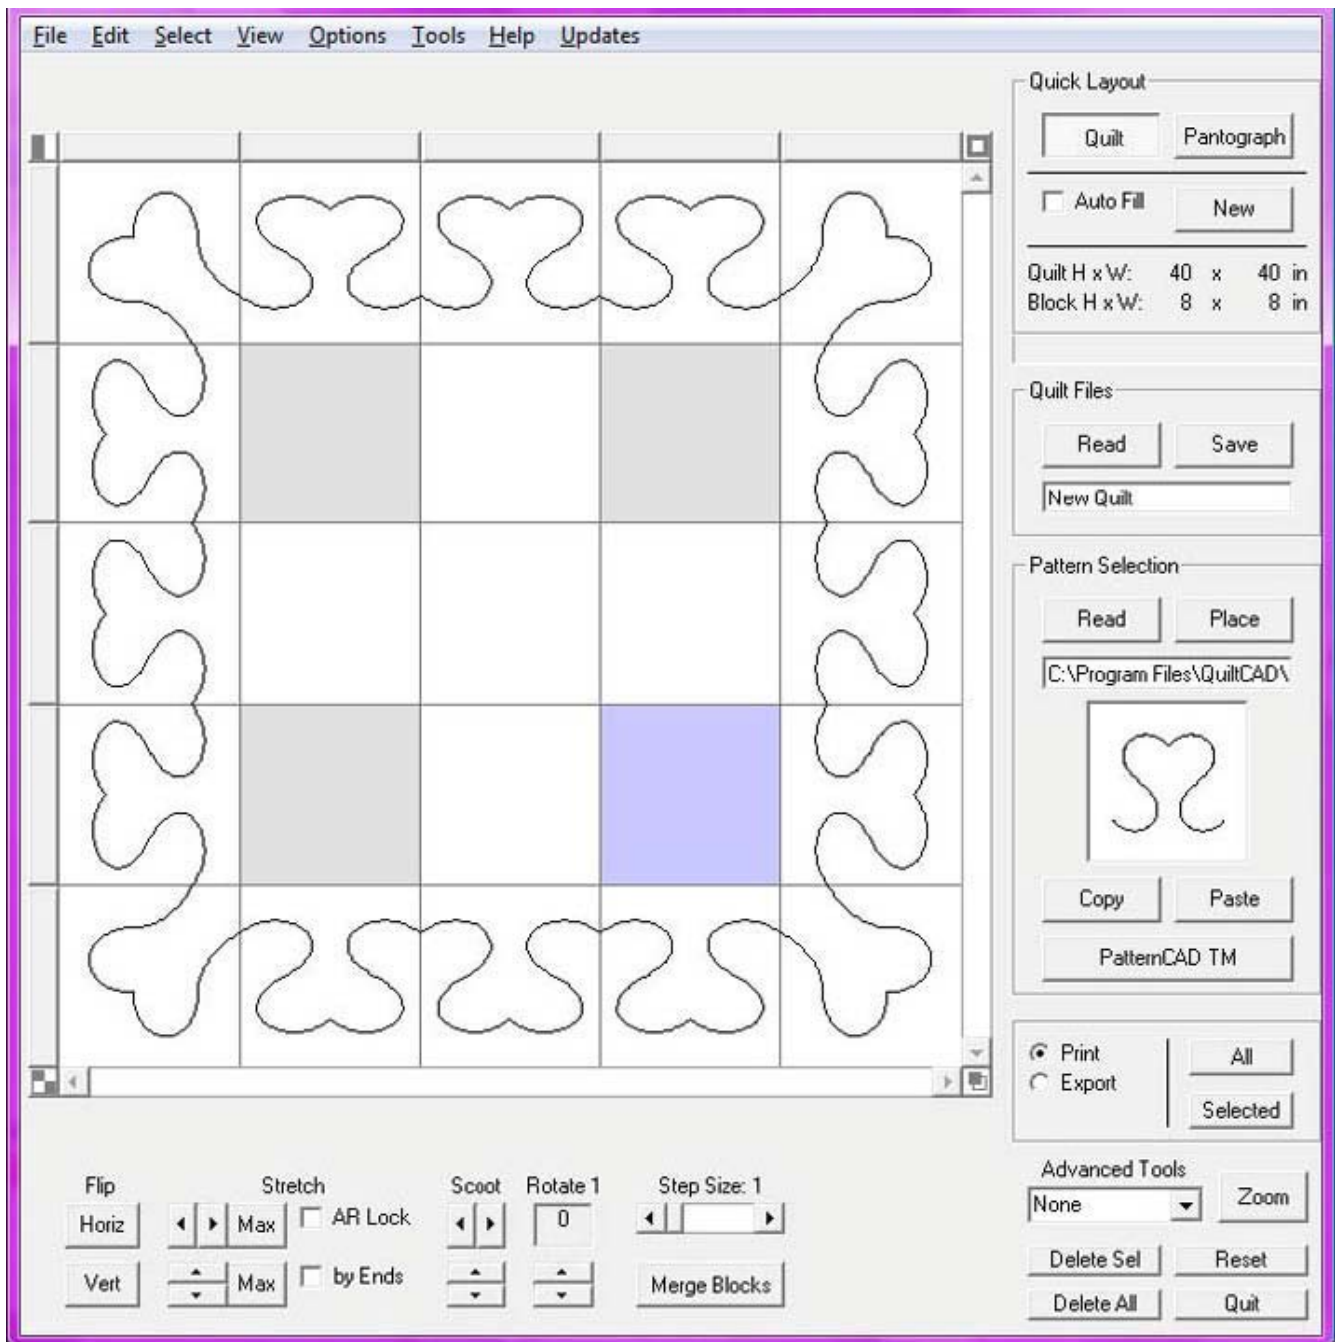 File Edit Select View Options Tools Help Updates
Quick Layout
Quilt Pantograph
Auto Fill New
Quilt H x W: 40 x 40 in
Block H x W: 8 x 8 in
Quilt Files
Read Save
New Quilt
Pattern Selection
Read Place
C:\Program Files\QuiltCAD\
Copy Paste
PatternCAD TM
Print All
Export
Selected
Flip Stretch Scoot Rotate 1 Step Size: 1
Horiz Max AR Lock 0
Vert Max by Ends Merge Blocks
Advanced Tools
None Zoom
Delete Sel Reset
Delete All Quit